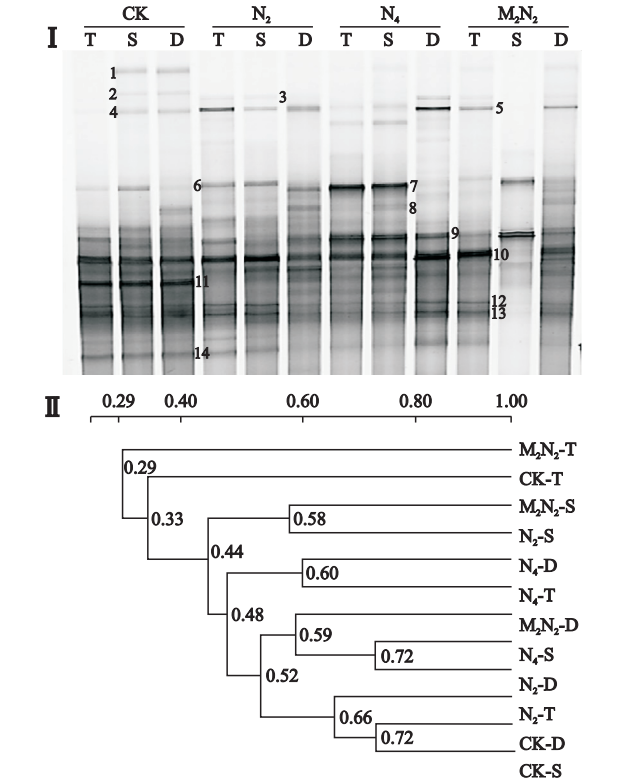 CK N₂ N₄ M₂N₂
I T S D T S D T S D T S D
1
2 3
4 5
6 7
8
9
10
11
12
13
14
II 0.29 0.40 0.60 0.80 1.00
M₂N₂-T
0.29
CK-T
M₂N₂-S
0.33 0.58
N₂-S
0.44
N₄-D
0.60
N₄-T
0.48
M₂N₂-D
0.59
N₄-S
0.72
0.52
N₂-D
N₂-T
0.66
0.72
CK-D
CK-S